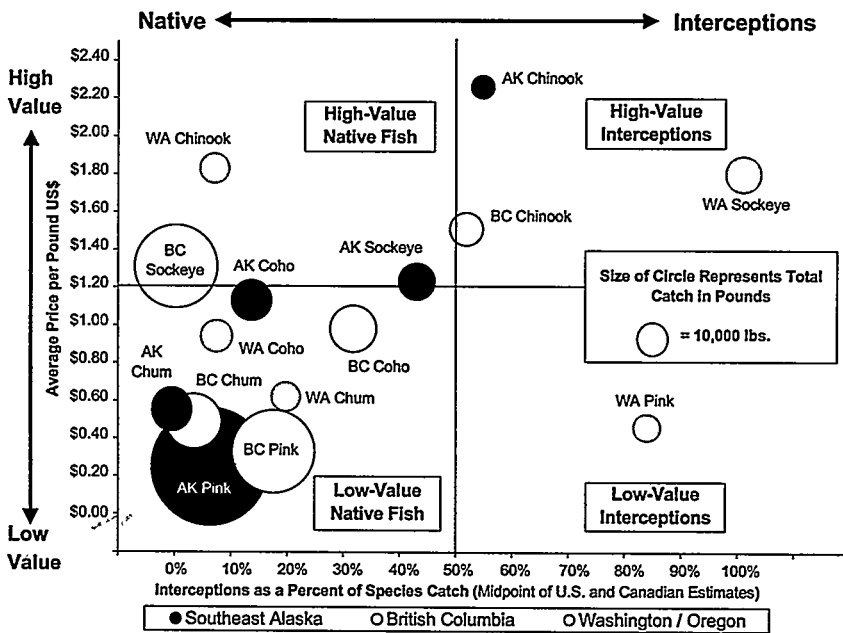 Native
Interceptions
High
Value
Low
Value
Average Price per Pound US$
$2.40
$2.20
$2.00
$1.80
$1.60
$1.40
$1.20
$1.00
$0.80
$0.60
$0.40
$0.20
$0.00
AK Chinook
High-Value
Native Fish
High-Value
Interceptions
WA Chinook
WA Sockeye
BC Chinook
BC
Sockeye
AK Coho
AK Sockeye
Size of Circle Represents Total
Catch in Pounds
= 10,000 lbs.
WA Coho
BC Coho
AK
Chum
BC Chum
WA Chum
WA Pink
BC Pink
AK Pink
Low-Value
Native Fish
Low-Value
Interceptions
0% 10% 20% 30% 40% 50% 60% 70% 80% 90% 100%
Interceptions as a Percent of Species Catch (Midpoint of U.S. and Canadian Estimates)
Southeast Alaska British Columbia Washington / Oregon